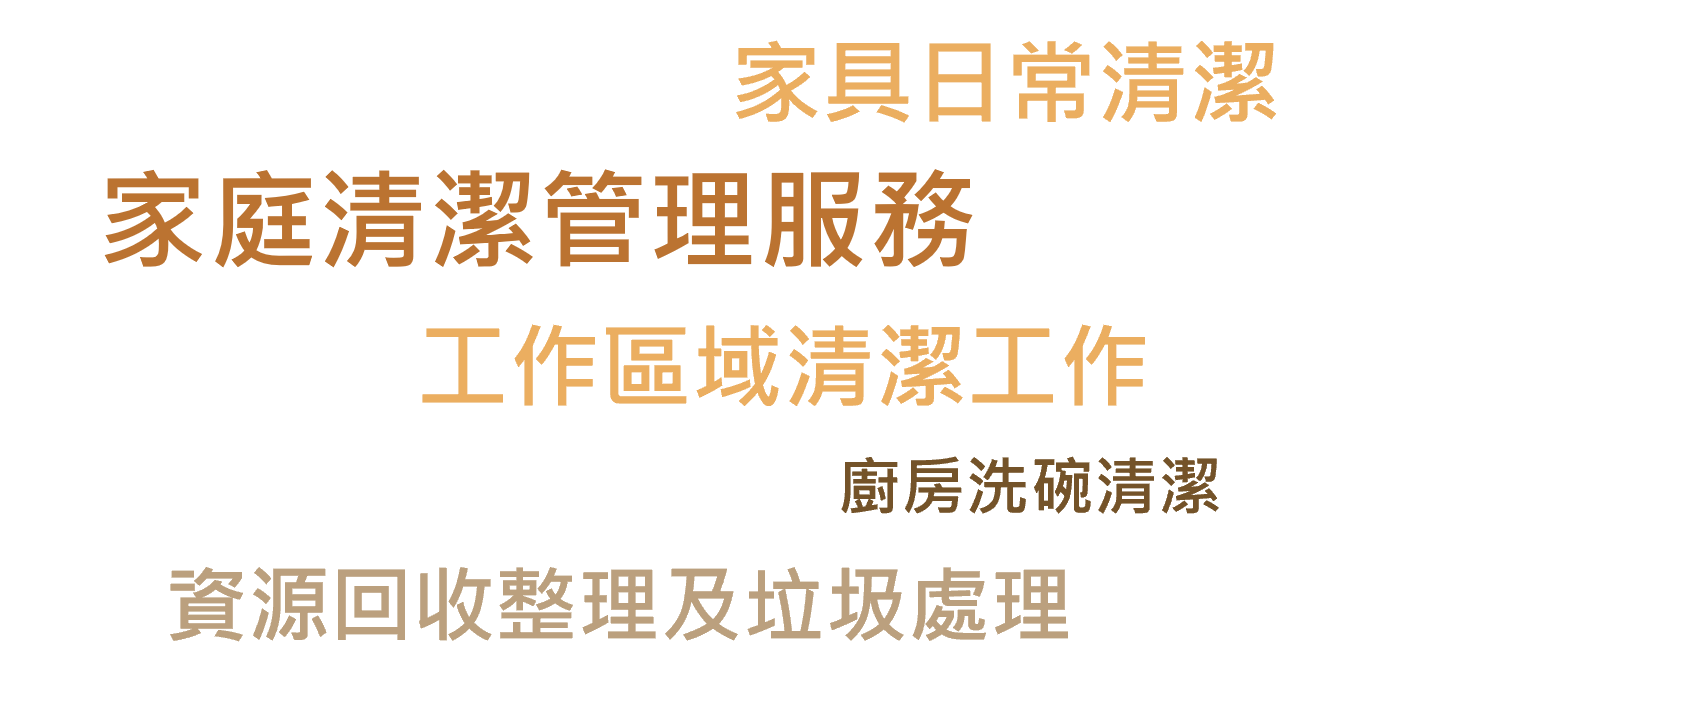 家具日常清潔
家庭清潔管理服務
工作區域清潔工作
廚房洗碗清潔
資源回收整理及垃圾處理